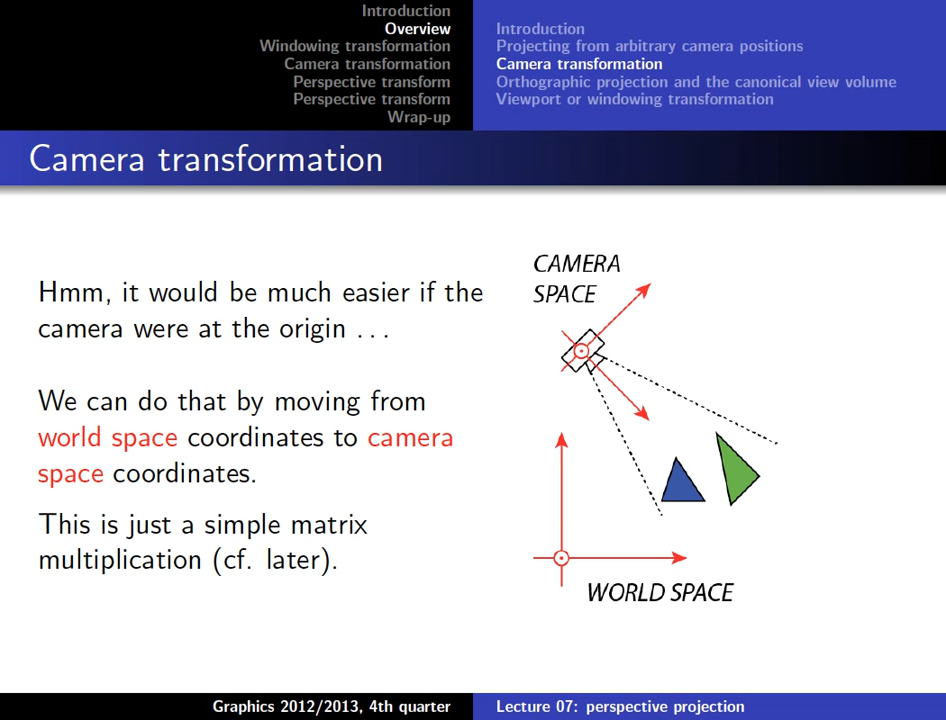 Introduction
Overview
Windowing transformation
Camera transformation
Perspective transform
Perspective transform
Wrap-up
Introduction
Projecting from arbitrary camera positions
Camera transformation
Orthographic projection and the canonical view volume
Viewport or windowing transformation
Camera transformation
Hmm, it would be much easier if the
camera were at the origin . . .
We can do that by moving from
world space coordinates to camera
space coordinates.
This is just a simple matrix
multiplication (cf. later).
CAMERA
SPACE
WORLD SPACE
Graphics 2012/2013, 4th quarter
Lecture 07: perspective projection